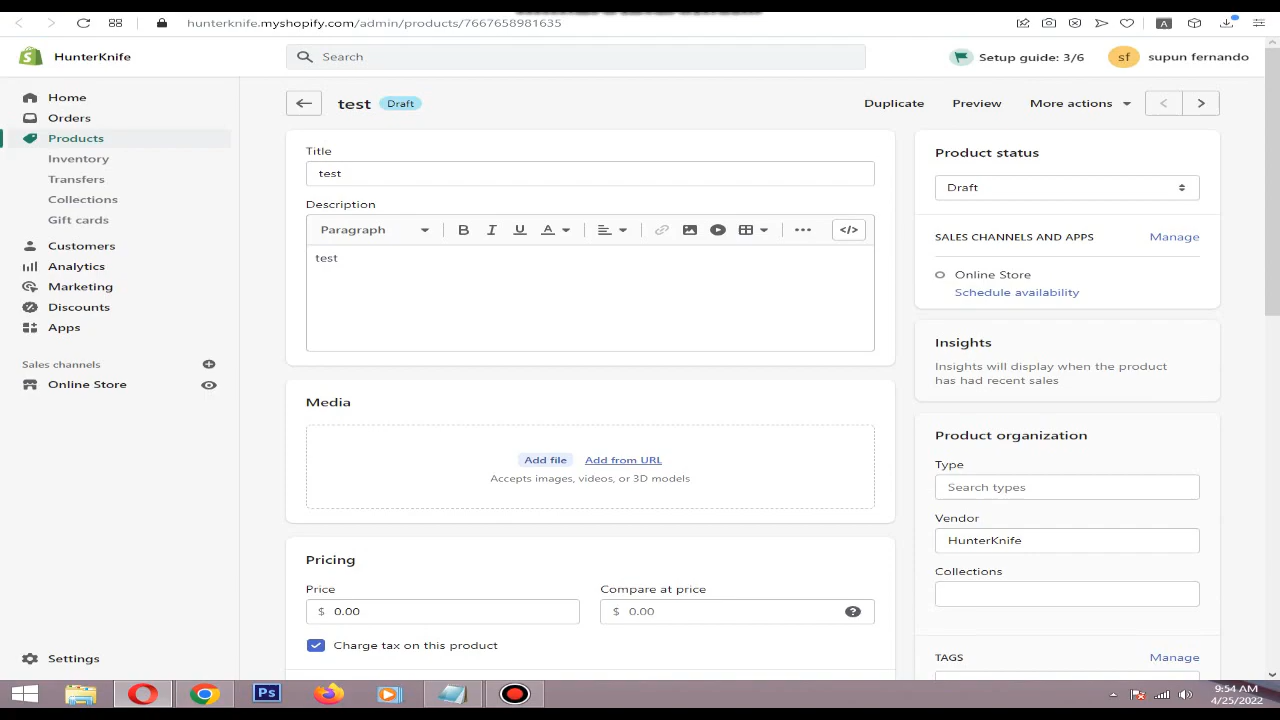 hunterknife.myshopify.com/admin/products/7667658981635
A
HunterKnife
Search
Setup guide: 3/6
sf
supun fernando
Home
Orders
Products
Inventory
Transfers
Collections
Gift cards
Customers
Analytics
Marketing
Discounts
Apps
Sales channels
Online Store
Settings
test
Draft
Duplicate
Preview
More actions
Title
test
Description
Paragraph
B
I
U
A
</>
test
Media
Add file
Add from URL
Accepts images, videos, or 3D models
Pricing
Price
Compare at price
$ 0.00
$ 0.00
Charge tax on this product
Product status
Draft
SALES CHANNELS AND APPS
Manage
Online Store
Schedule availability
Insights
Insights will display when the product
has had recent sales
Product organization
Type
Search types
Vendor
HunterKnife
Collections
TAGS
Manage
Ps
9:54 AM
4/25/2022